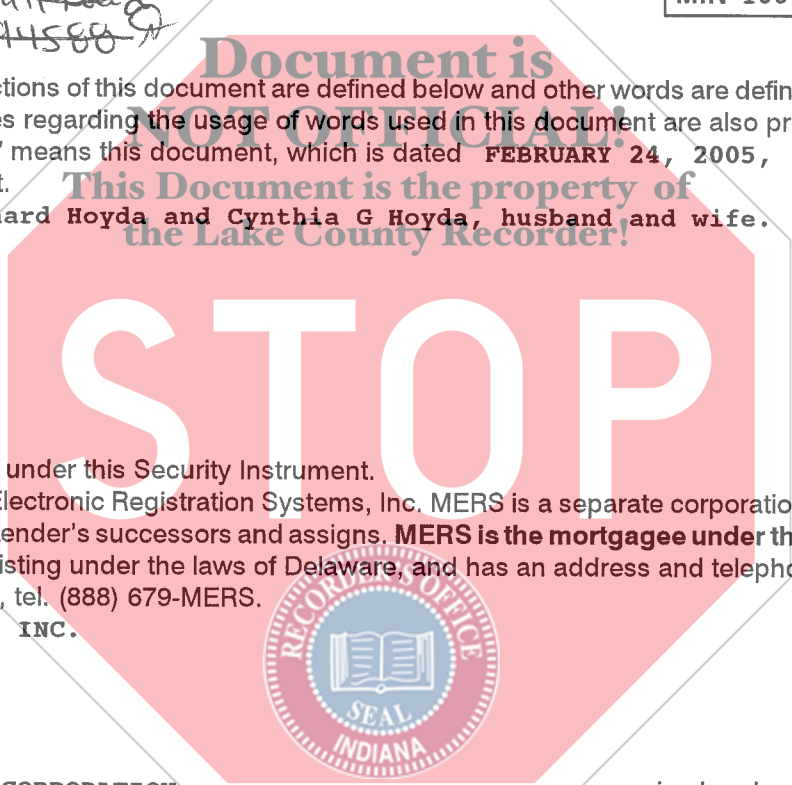 94588
Document is
ctions of this document are defined below and other words are defin
NOT OFFICIAL!
es regarding the usage of words used in this document are also pr
" means this document, which is dated FEBRUARY 24, 2005,
This Document is the property of
ard Hoyda and Cynthia G Hoyda, husband and wife.
the Lake County Recorder!
STOP
under this Security Instrument.
Electronic Registration Systems, Inc. MERS is a separate corporatio
ender's successors and assigns. MERS is the mortgagee under th
isting under the laws of Delaware, and has an address and telepho
, tel. (888) 679-MERS.
INC.
RECORDER'S OFFICE
SEAL
INDIANA